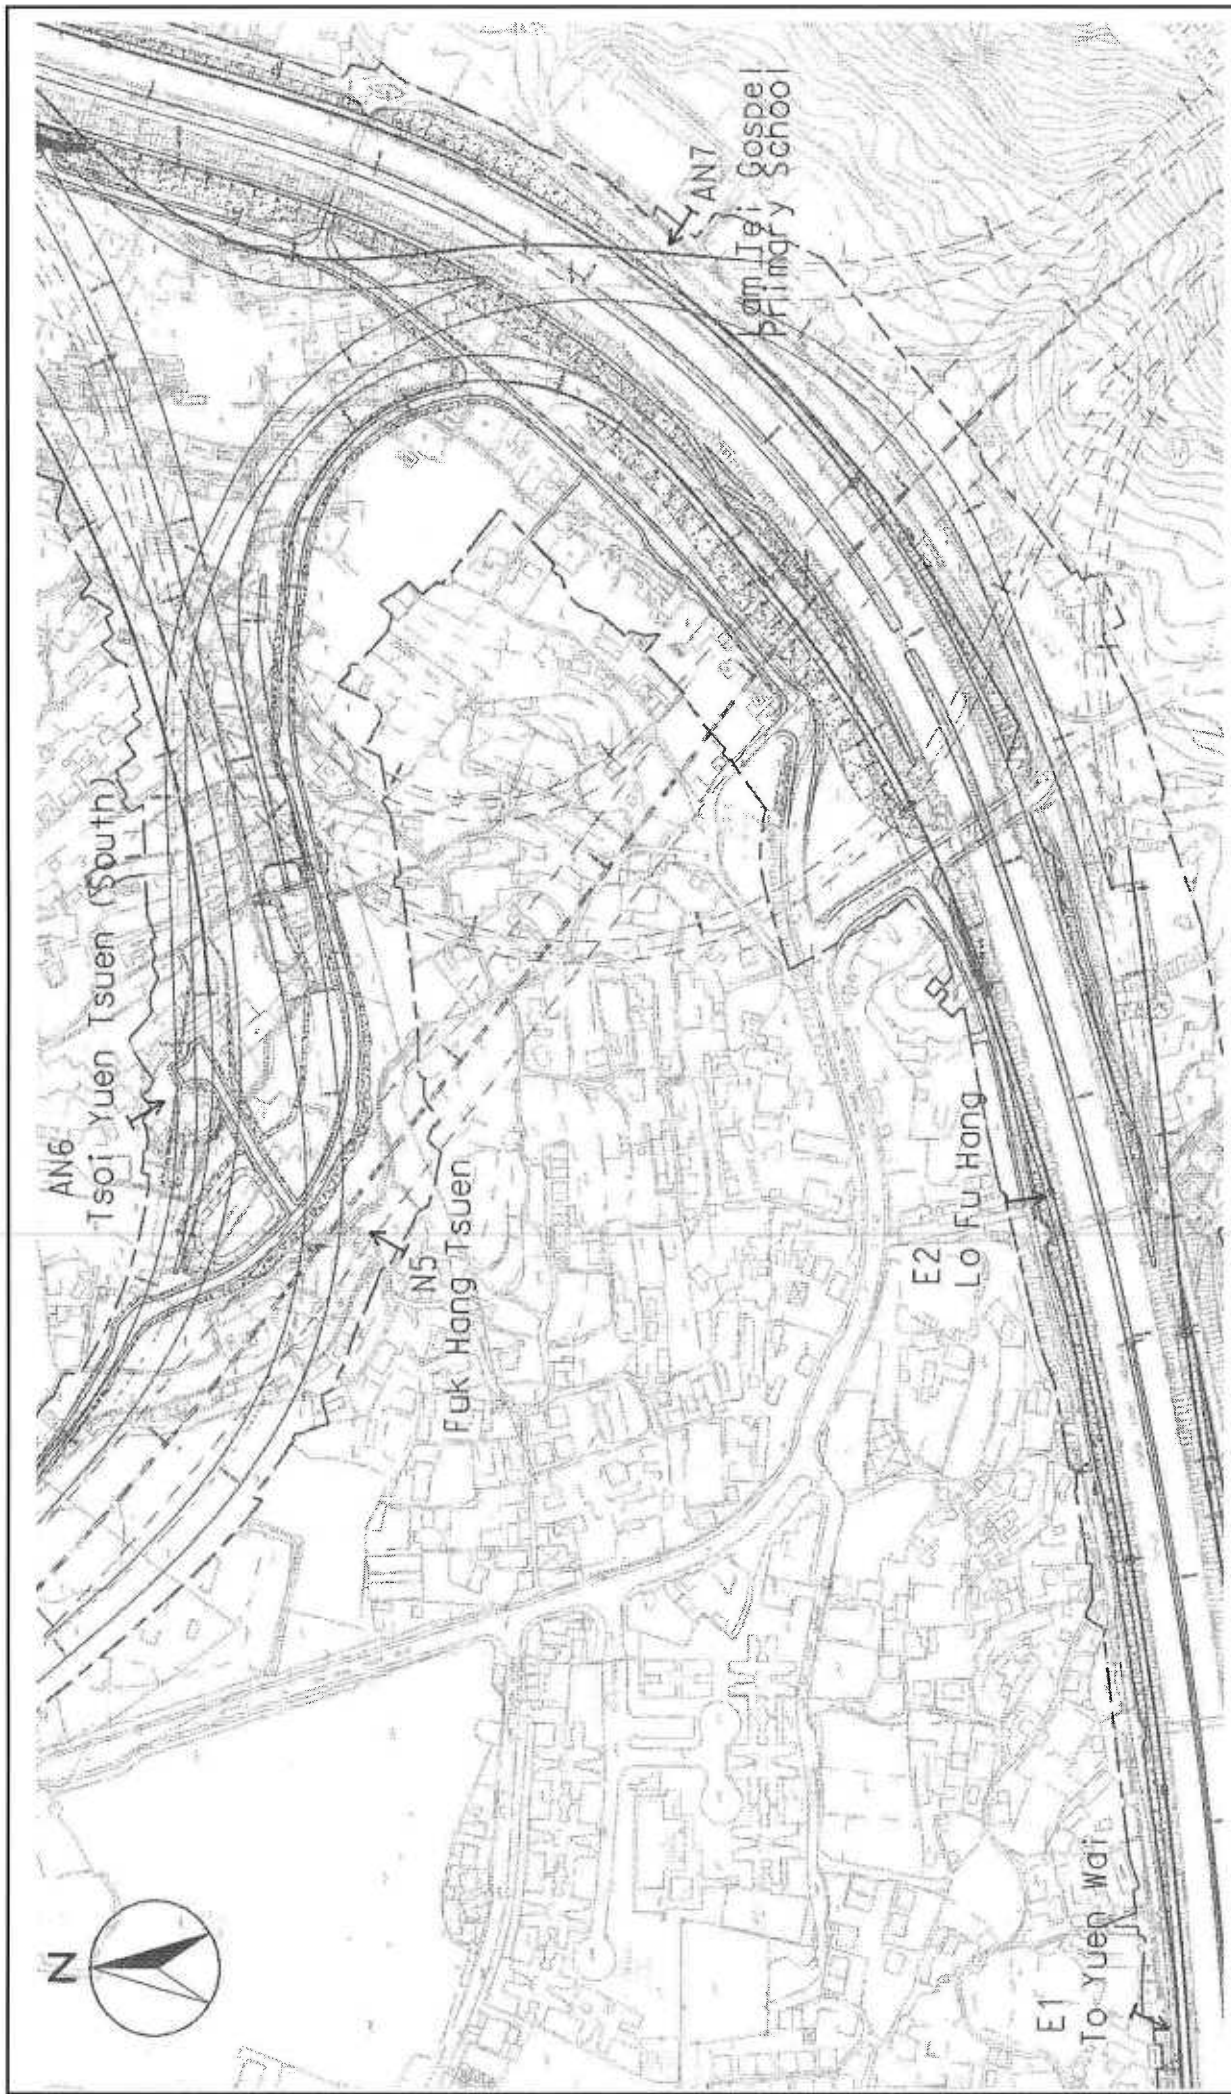 AN6
Tsoi Yuen Tsuen (South)
N5
Fuk Hang Tsuen
AN7
Lam Tei Gospel
Primary School
E2
Lo Fu Hang
E1
To Yuen Wai
N